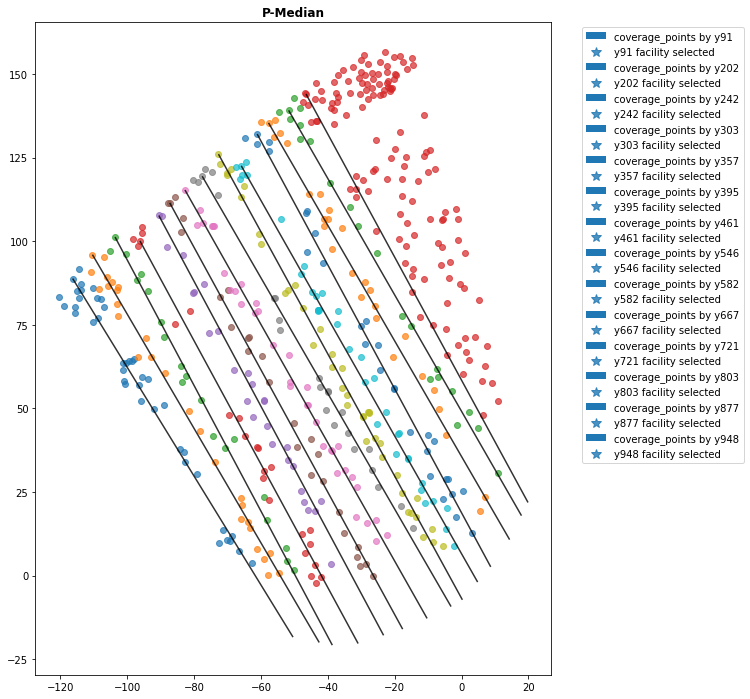 P-Median
150
125
100
75
50
25
0
−25
−120
−100
−80
−60
−40
−20
0
20
coverage_points by y91
y91 facility selected
coverage_points by y202
y202 facility selected
coverage_points by y242
y242 facility selected
coverage_points by y303
y303 facility selected
coverage_points by y357
y357 facility selected
coverage_points by y395
y395 facility selected
coverage_points by y461
y461 facility selected
coverage_points by y546
y546 facility selected
coverage_points by y582
y582 facility selected
coverage_points by y667
y667 facility selected
coverage_points by y721
y721 facility selected
coverage_points by y803
y803 facility selected
coverage_points by y877
y877 facility selected
coverage_points by y948
y948 facility selected